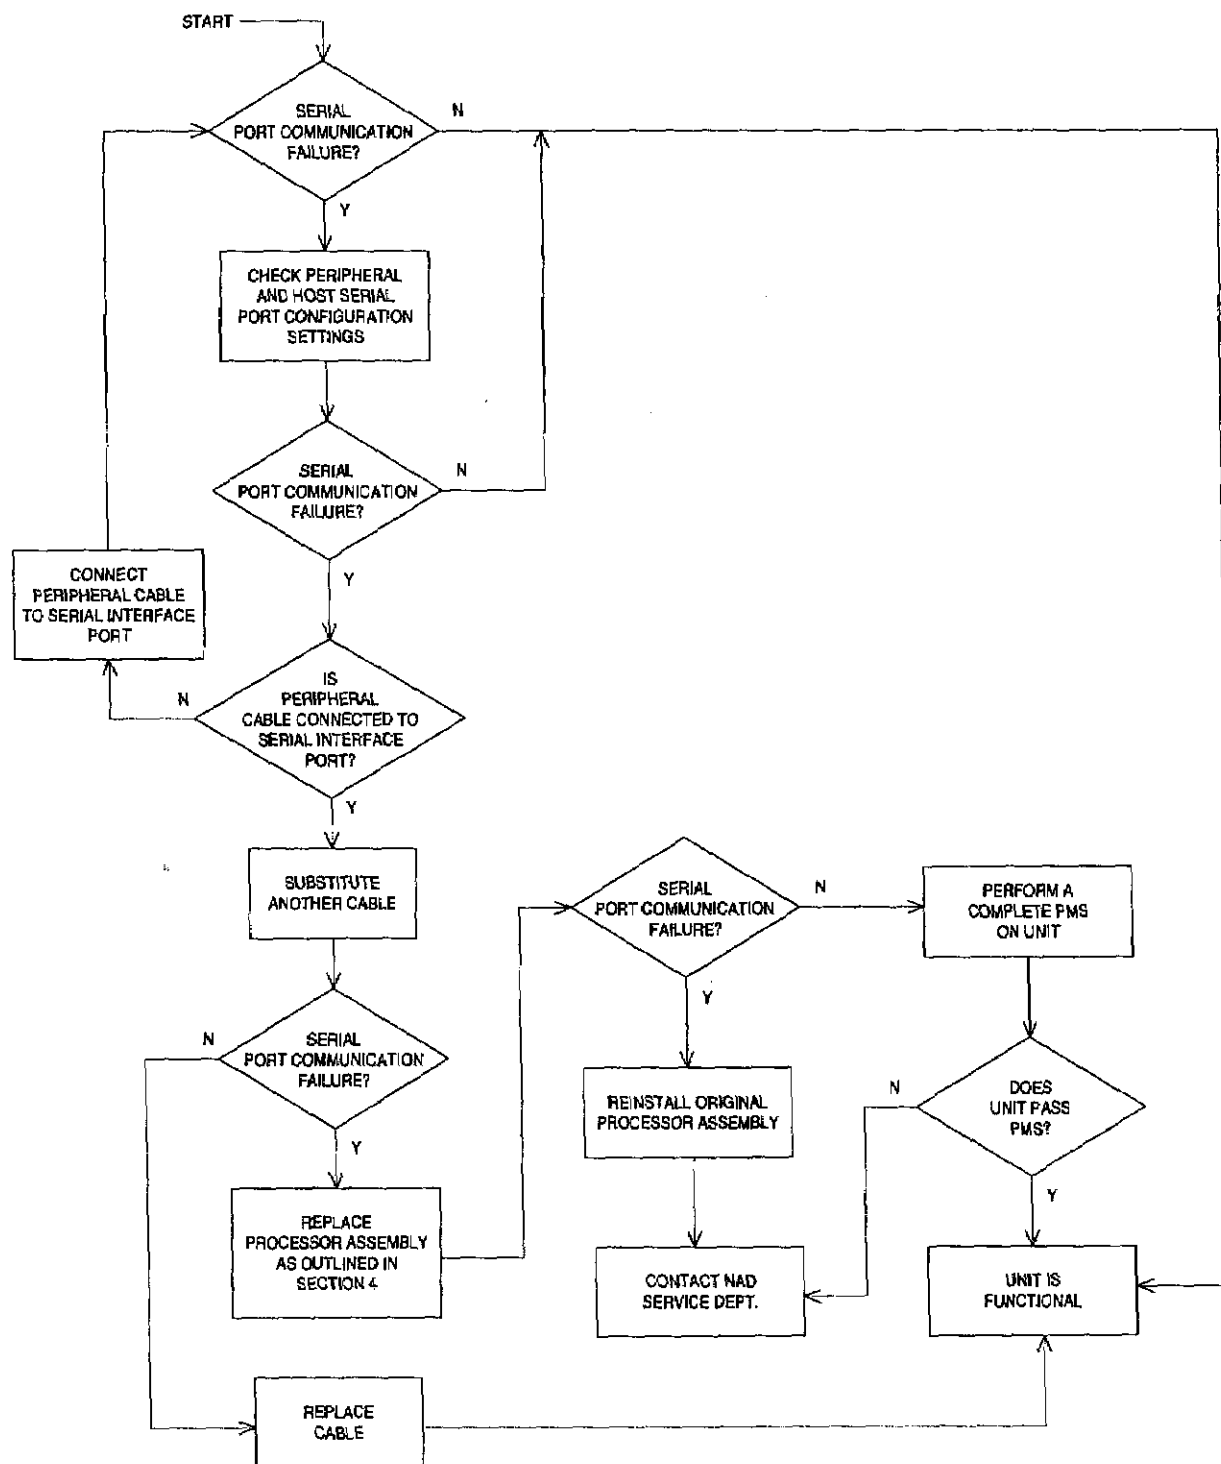 START
SERIAL
PORT COMMUNICATION
FAILURE?
N
Y
CHECK PERIPHERAL
AND HOST SERIAL
PORT CONFIGURATION
SETTINGS
SERIAL
PORT COMMUNICATION
FAILURE?
N
Y
CONNECT
PERIPHERAL CABLE
TO SERIAL INTERFACE
PORT
N
IS
PERIPHERAL
CABLE CONNECTED TO
SERIAL INTERFACE
PORT?
Y
SUBSTITUTE
ANOTHER CABLE
N
SERIAL
PORT COMMUNICATION
FAILURE?
Y
REPLACE
PROCESSOR ASSEMBLY
AS OUTLINED IN
SECTION 4
SERIAL
PORT COMMUNICATION
FAILURE?
N
Y
PERFORM A
COMPLETE PMS
ON UNIT
REINSTALL ORIGINAL
PROCESSOR ASSEMBLY
N
DOES
UNIT PASS
PMS?
Y
CONTACT NAD
SERVICE DEPT.
UNIT IS
FUNCTIONAL
REPLACE
CABLE